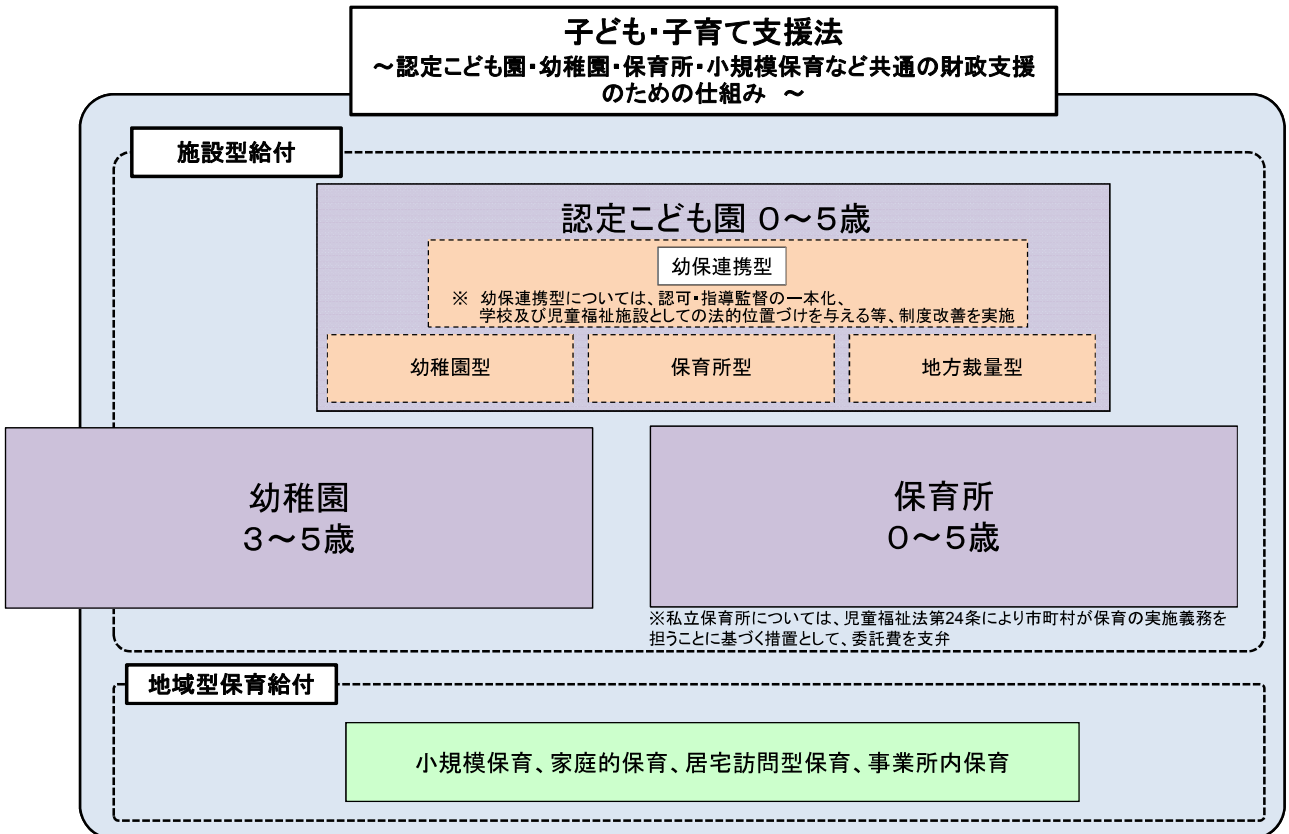 子ども・子育て支援法
～認定こども園・幼稚園・保育所・小規模保育など共通の財政支援
のための仕組み　～
施設型給付
認定こども園 ０～５歳
幼保連携型
※　幼保連携型については、認可・指導監督の一本化、
学校及び児童福祉施設としての法的位置づけを与える等、制度改善を実施
幼稚園型
保育所型
地方裁量型
幼稚園
３～５歳
保育所
０～５歳
※私立保育所については、児童福祉法第24条により市町村が保育の実施義務を
担うことに基づく措置として、委託費を支弁
地域型保育給付
小規模保育、家庭的保育、居宅訪問型保育、事業所内保育